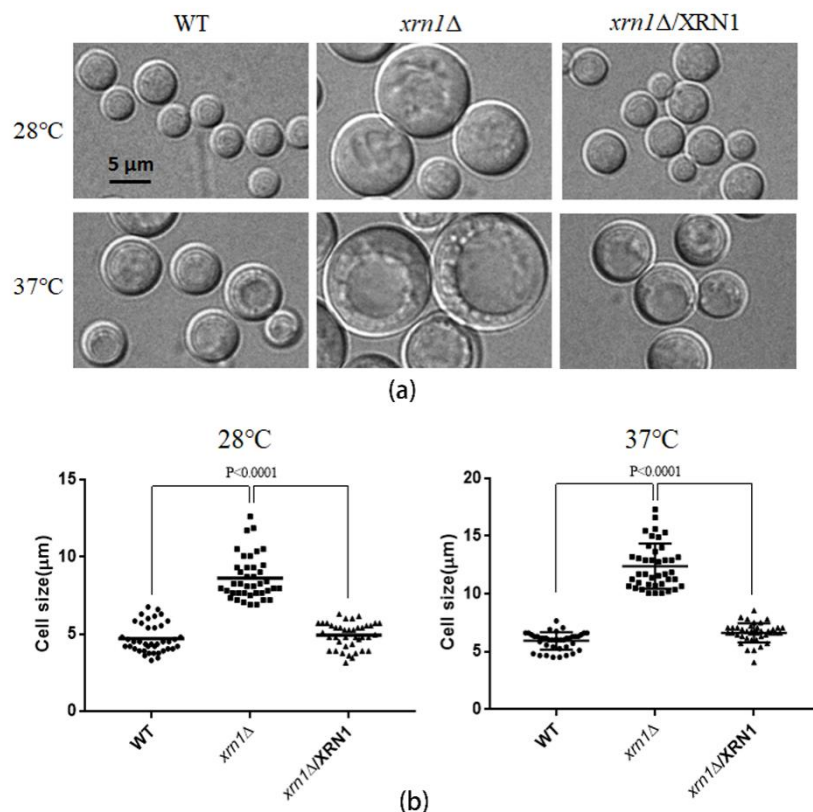 WT xrn1Δ xrn1Δ/XRN1
28°C
5 μm
37°C
(a)
28°C 37°C
P<0.0001 P<0.0001
Cell size(μm)
15
10
5
0
WT xrn1Δ xrn1Δ/XRN1
Cell size(μm)
20
15
10
5
0
WT xrn1Δ xrn1Δ/XRN1
(b)